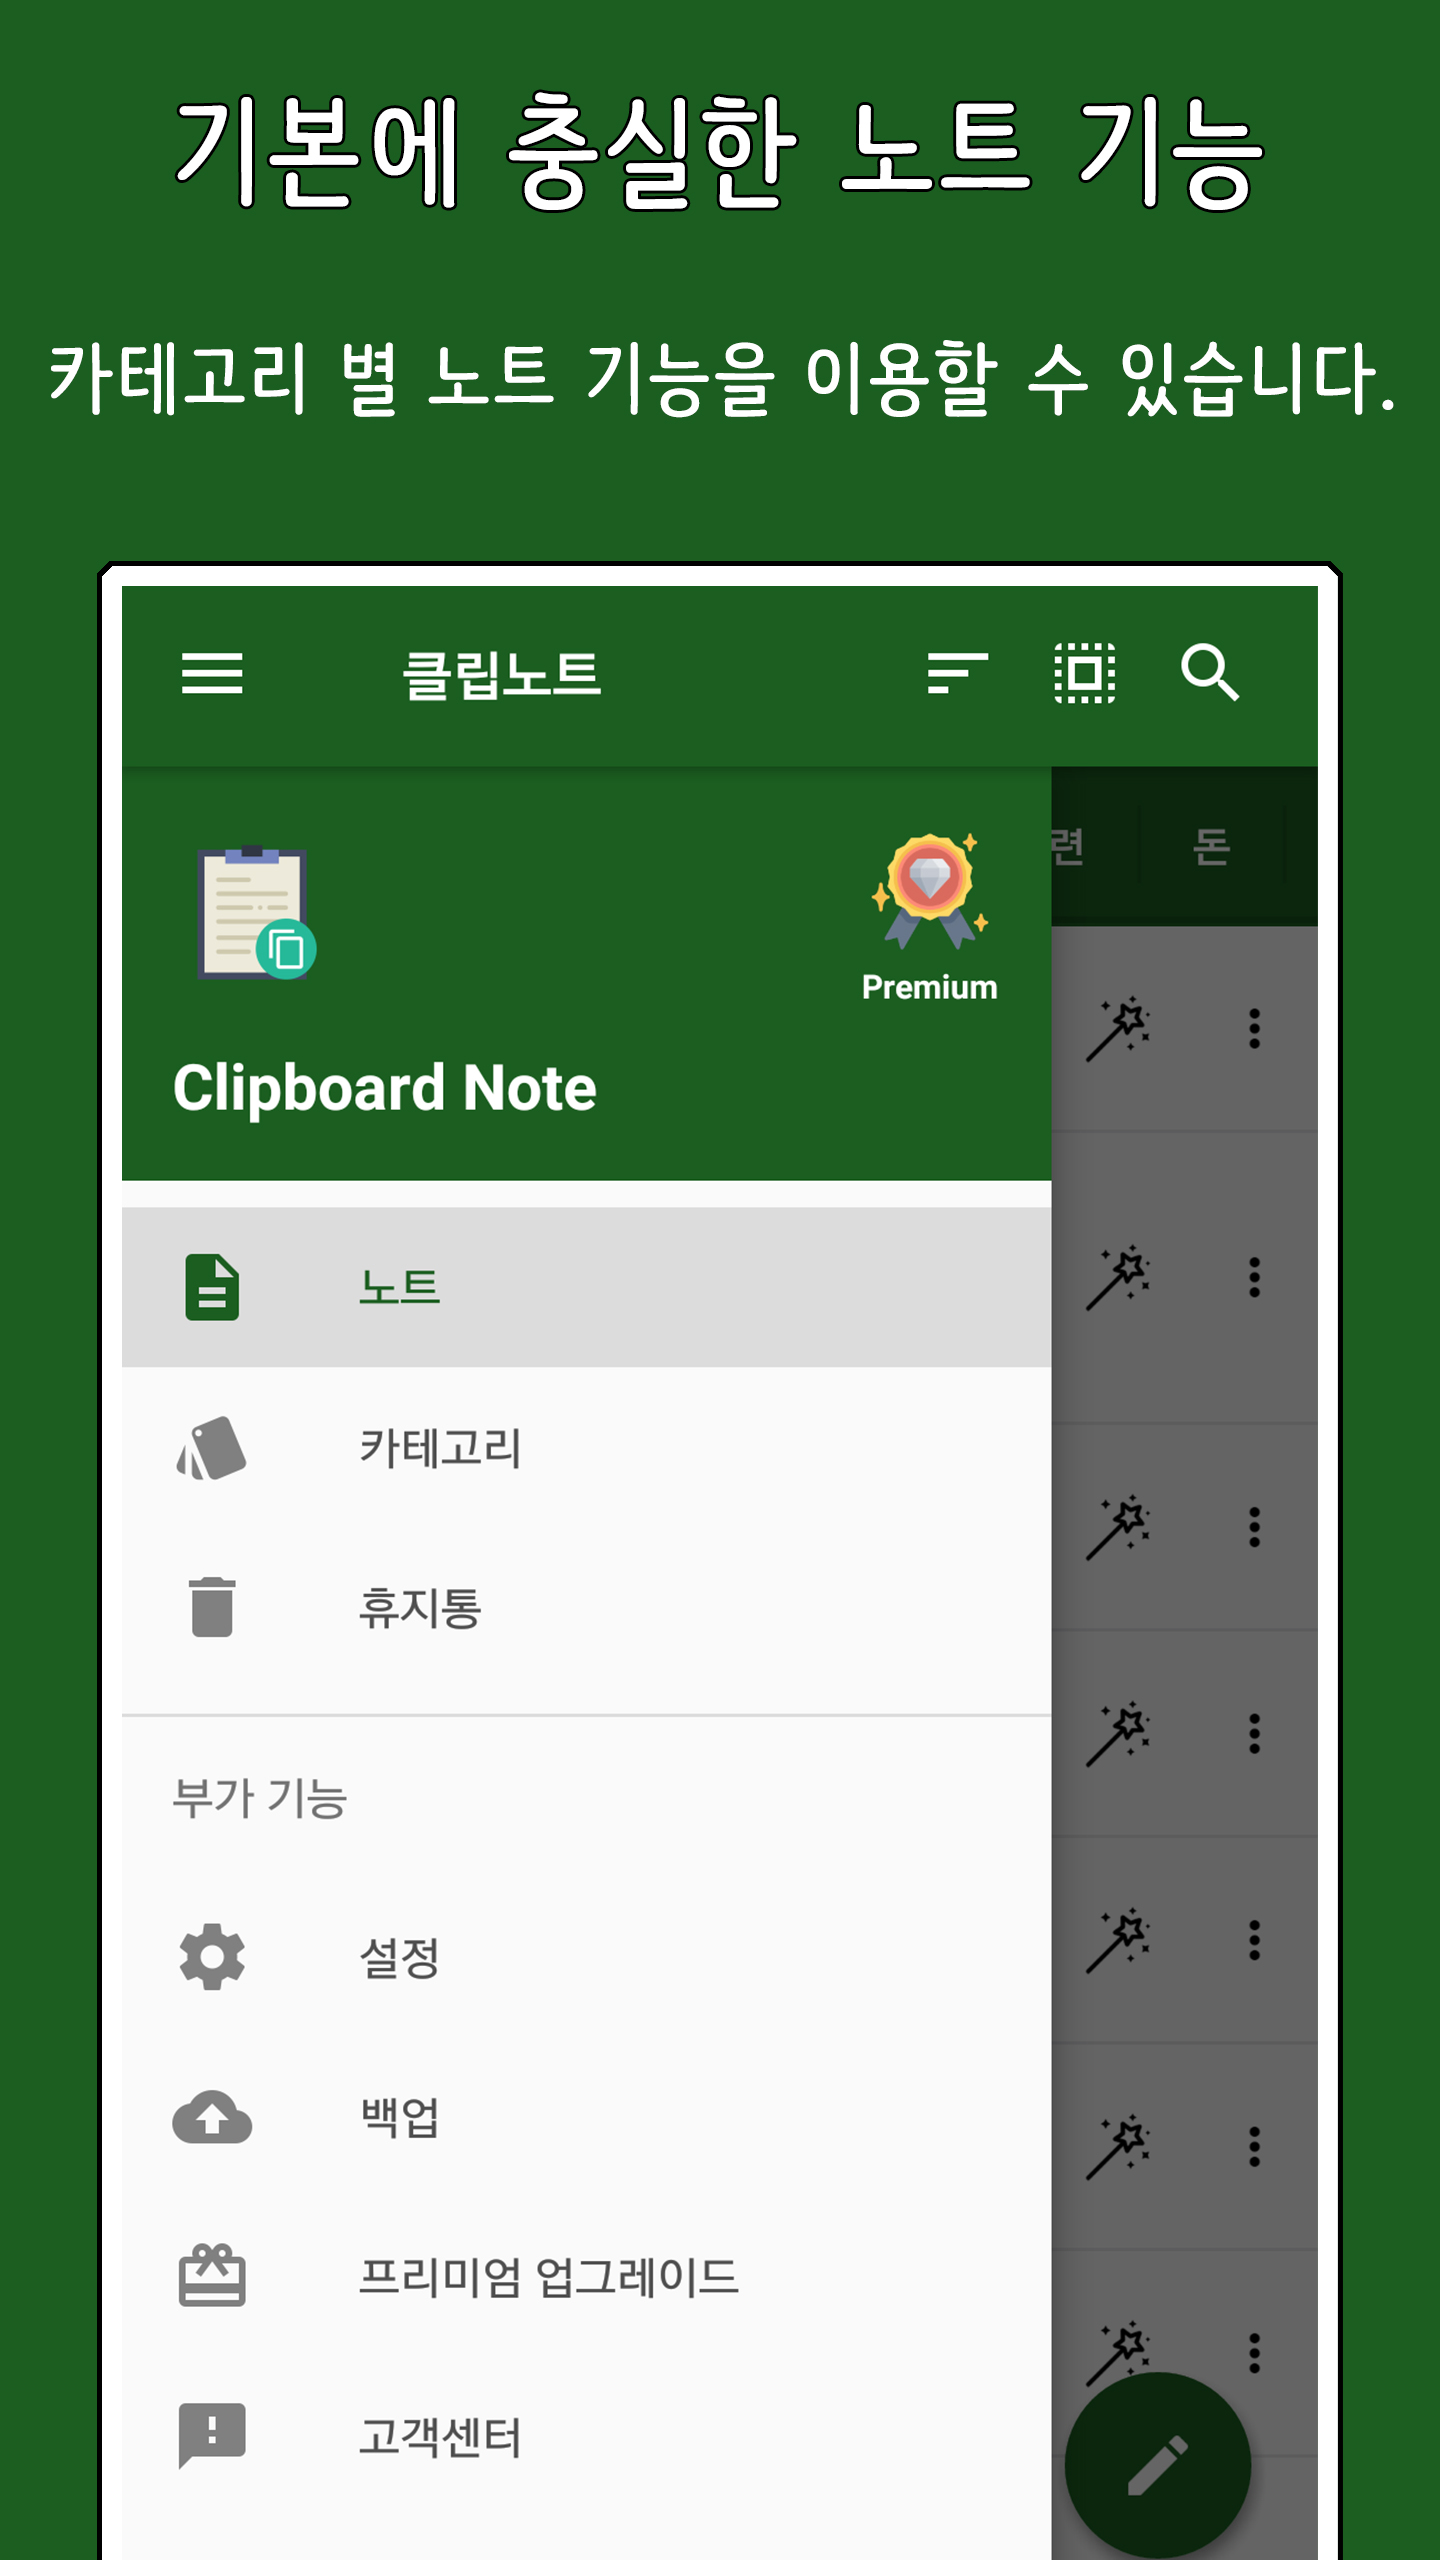 기본에 충실한 노트 기능
카테고리 별 노트 기능을 이용할 수 있습니다.
클립노트
련
돈
Premium
Clipboard Note
노트
카테고리
휴지통
부가 기능
설정
백업
프리미엄 업그레이드
고객센터